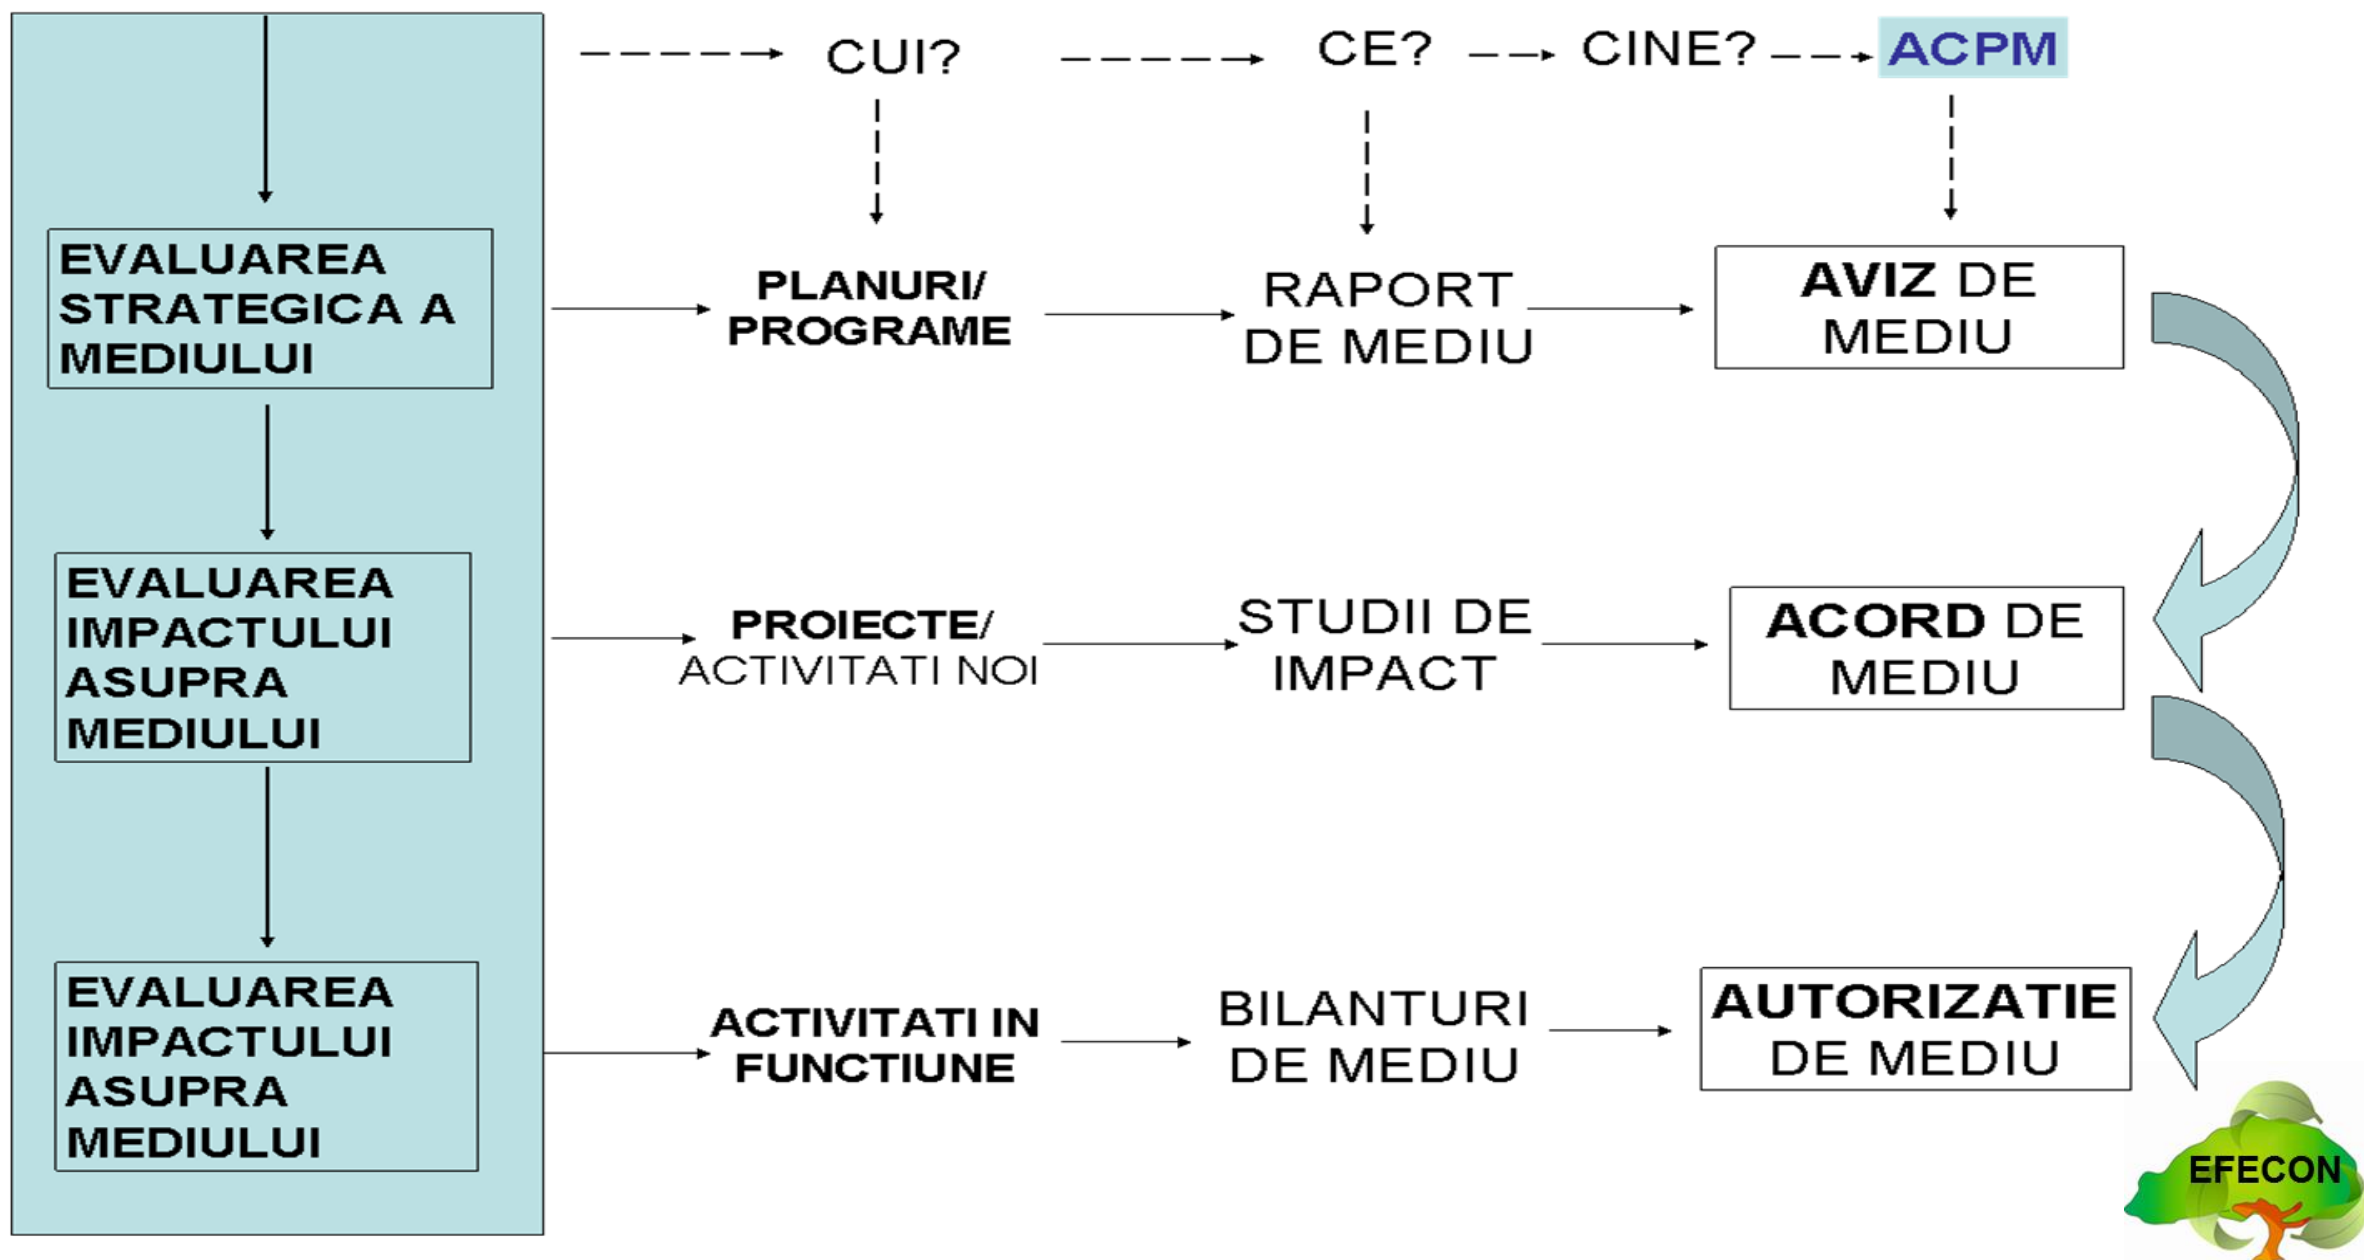 CUI?
CE?
CINE?
ACPM
EVALUAREA
STRATEGICA A
MEDIULUI
PLANURI/
PROGRAME
RAPORT
DE MEDIU
AVIZ DE
MEDIU
EVALUAREA
IMPACTULUI
ASUPRA
MEDIULUI
PROIECTE/
ACTIVITATI NOI
STUDII DE
IMPACT
ACORD DE
MEDIU
EVALUAREA
IMPACTULUI
ASUPRA
MEDIULUI
ACTIVITATI IN
FUNCTIUNE
BILANTURI
DE MEDIU
AUTORIZATIE
DE MEDIU
EFECON